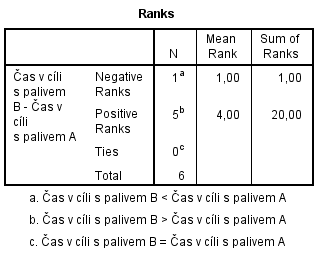 Ranks
N Mean Rank Sum of Ranks
Čas v cíli s palivem B - Čas v cíli s palivem A Negative Ranks 1a 1,00 1,00
Positive Ranks 5b 4,00 20,00
Ties 0c
Total 6
a. Čas v cíli s palivem B < Čas v cíli s palivem A
b. Čas v cíli s palivem B > Čas v cíli s palivem A
c. Čas v cíli s palivem B = Čas v cíli s palivem A